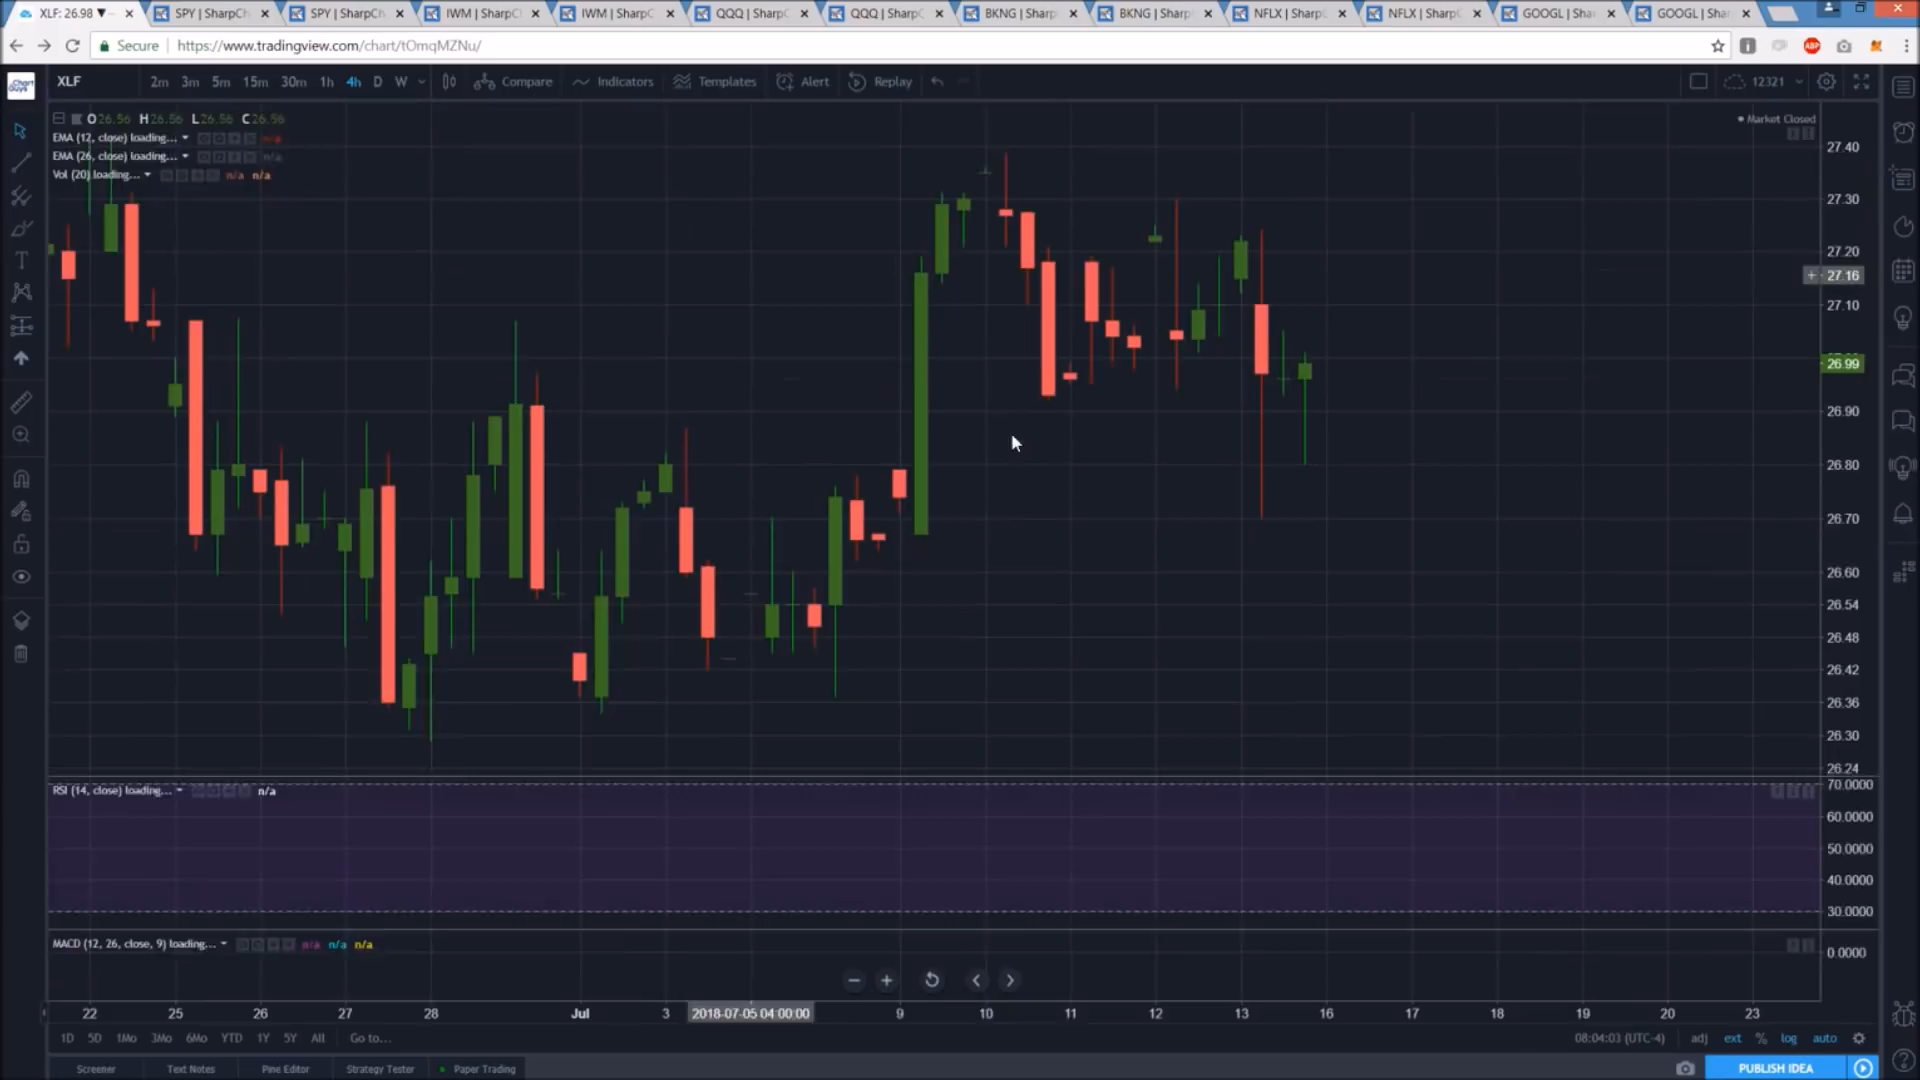 XLF: 26.98 ▼
SPY | SharpCh
SPY | SharpCh
IWM | SharpCh
IWM | SharpC
QQQ | SharpC
QQQ | SharpC
BKNG | Sharp
BKNG | Sharp
NFLX | SharpC
NFLX | SharpC
GOOGL | Sha
GOOGL | Sha
Secure | https://www.tradingview.com/chart/tOmqMZNu/
ABP
XLF 2m 3m 5m 15m 30m 1h 4h D W Compare Indicators Templates Alert Replay 12321
O26.56 H26.56 L26.56 C26.56
Market Closed
EMA (12, close) loading... n/a
EMA (26, close) loading... n/a
Vol (20) loading... n/a n/a
27.40
27.30
27.20
+ 27.16
27.10
26.99
26.90
26.80
26.70
26.60
26.54
26.48
26.42
26.36
26.30
26.24
RSI (14, close) loading... n/a
70.0000
60.0000
50.0000
40.0000
30.0000
MACD (12, 26, close, 9) loading... n/a n/a n/a
0.0000
22 25 26 27 28 Jul 3 2018-07-05 04:00:00 9 10 11 12 13 16 17 18 19 20 23
1D 5D 1Mo 3Mo 6Mo YTD 1Y 5Y All Go to... 08:04:03 (UTC-4) adj ext % log auto
Screener Text Notes Pine Editor Strategy Tester Paper Trading PUBLISH IDEA